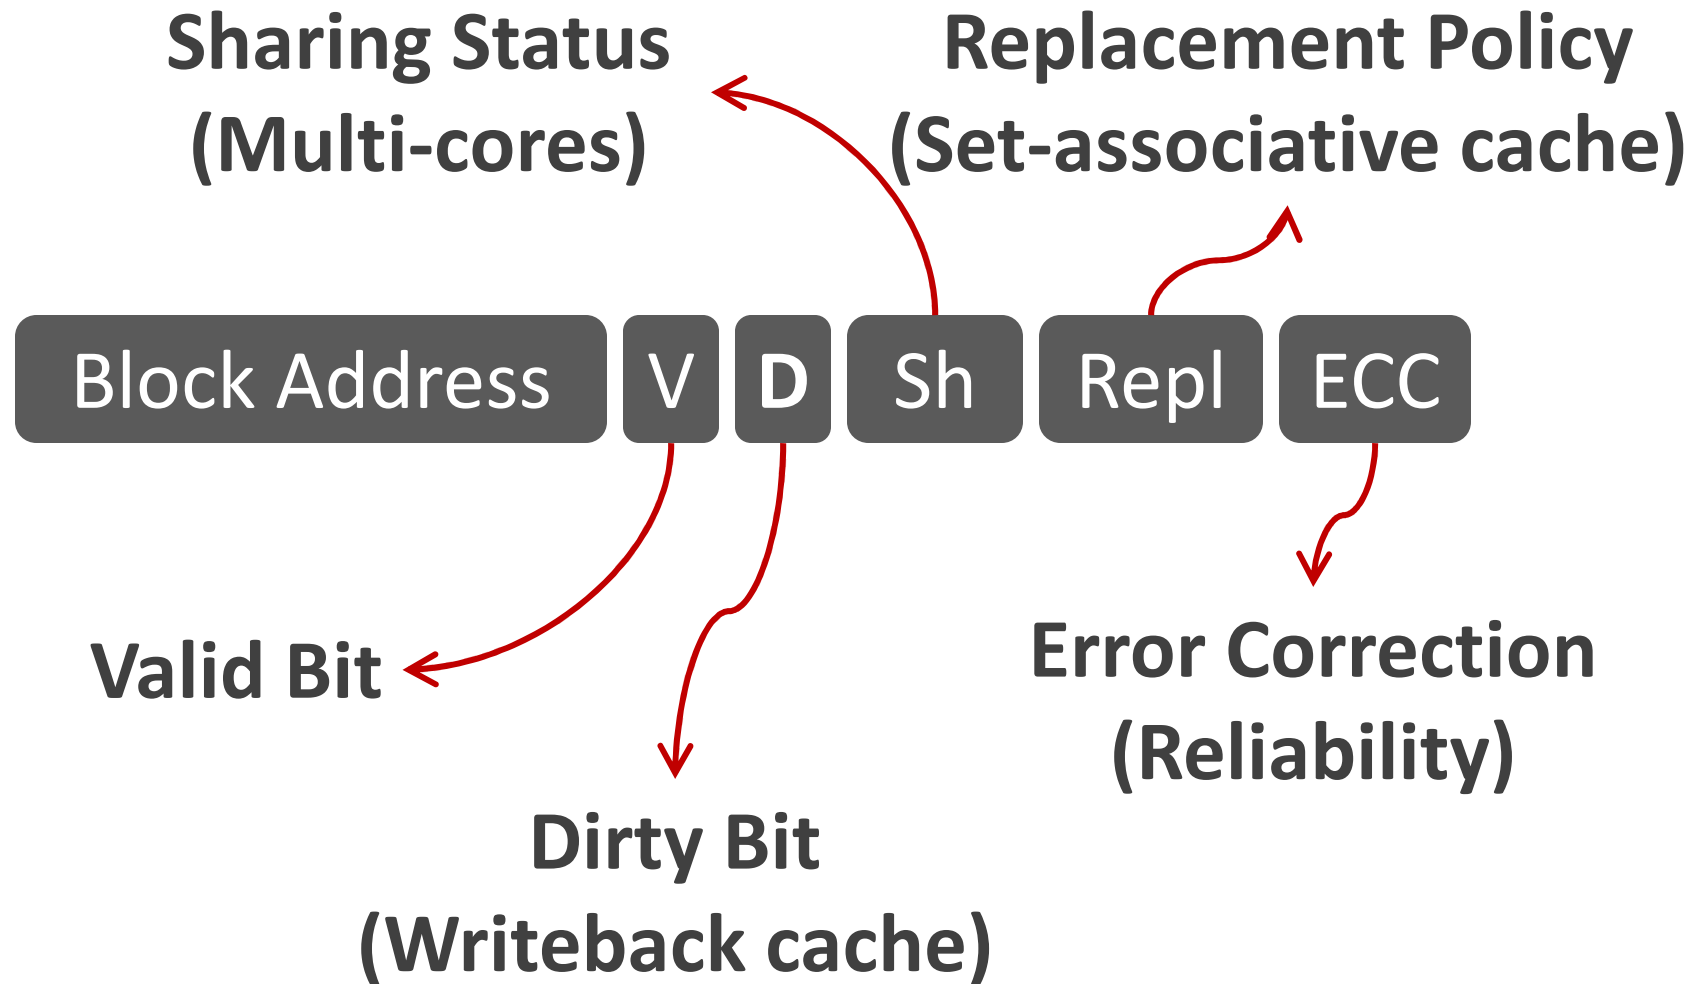 Sharing Status
(Multi-cores)
Replacement Policy
(Set-associative cache)
Block Address V D Sh Repl ECC
Valid Bit
Dirty Bit
(Writeback cache)
Error Correction
(Reliability)